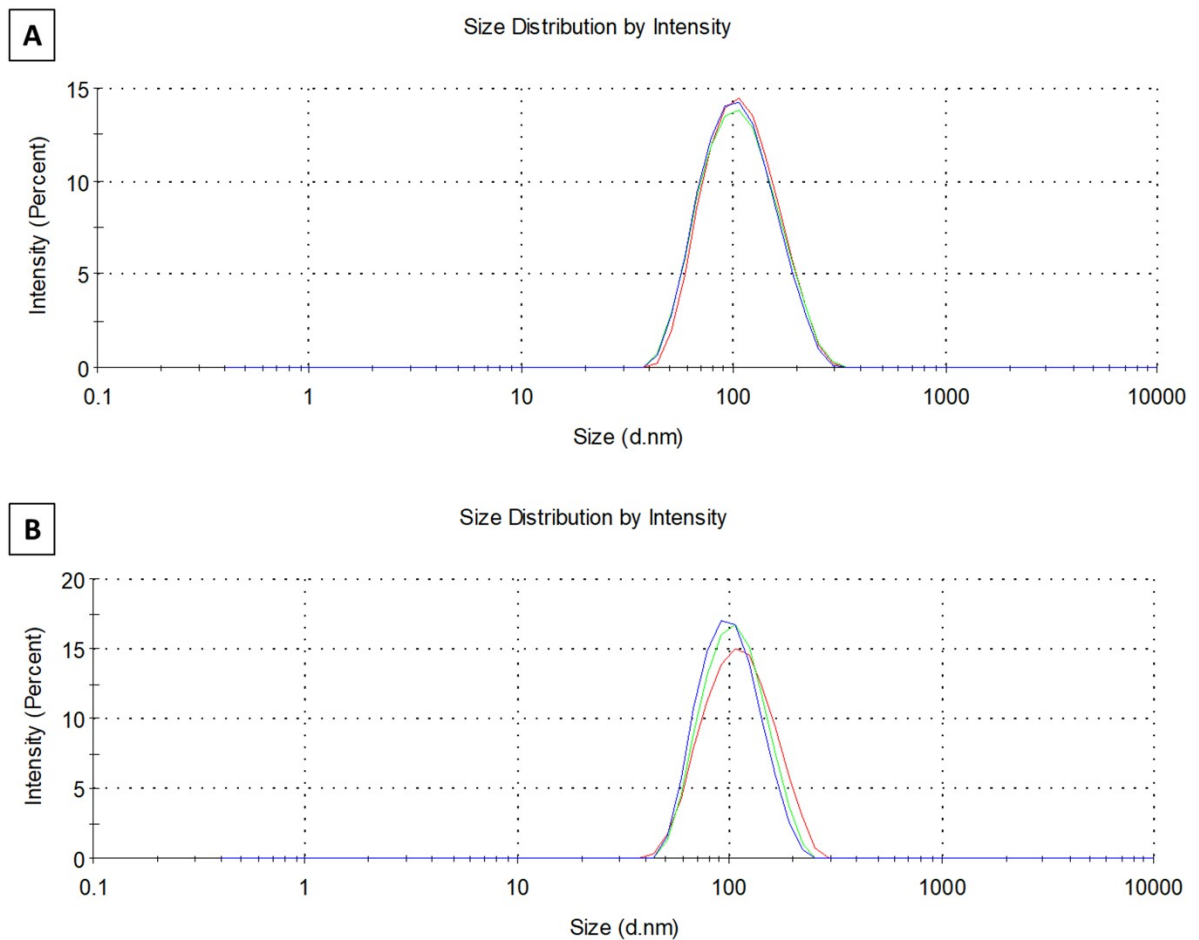 A
Size Distribution by Intensity
15
10
5
0
Intensity (Percent)
0.1 1 10 100 1000 10000
Size (d.nm)
B
Size Distribution by Intensity
20
15
10
5
0
Intensity (Percent)
0.1 1 10 100 1000 10000
Size (d.nm)